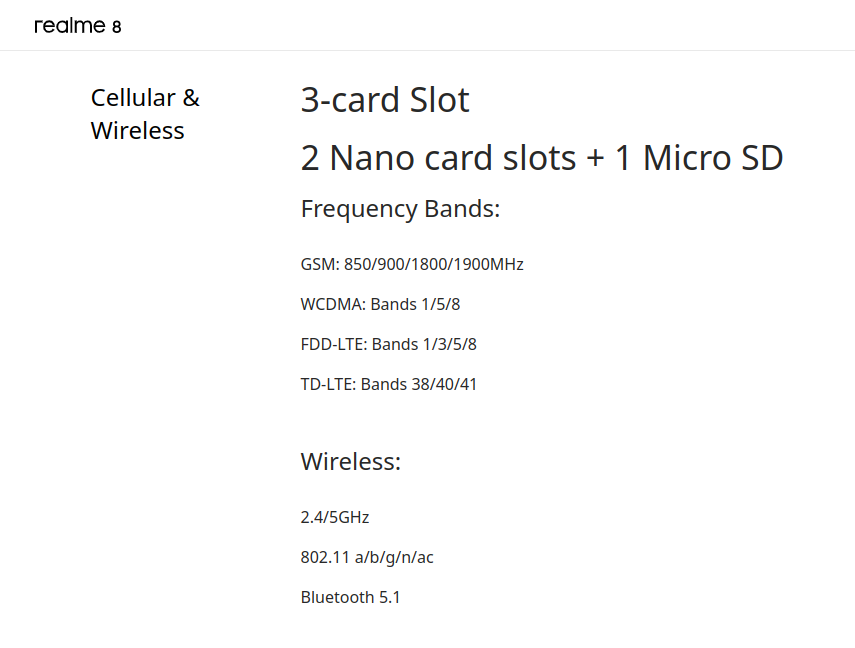 realme 8
Cellular &
Wireless
3-card Slot
2 Nano card slots + 1 Micro SD
Frequency Bands:
GSM: 850/900/1800/1900MHz
WCDMA: Bands 1/5/8
FDD-LTE: Bands 1/3/5/8
TD-LTE: Bands 38/40/41
Wireless:
2.4/5GHz
802.11 a/b/g/n/ac
Bluetooth 5.1